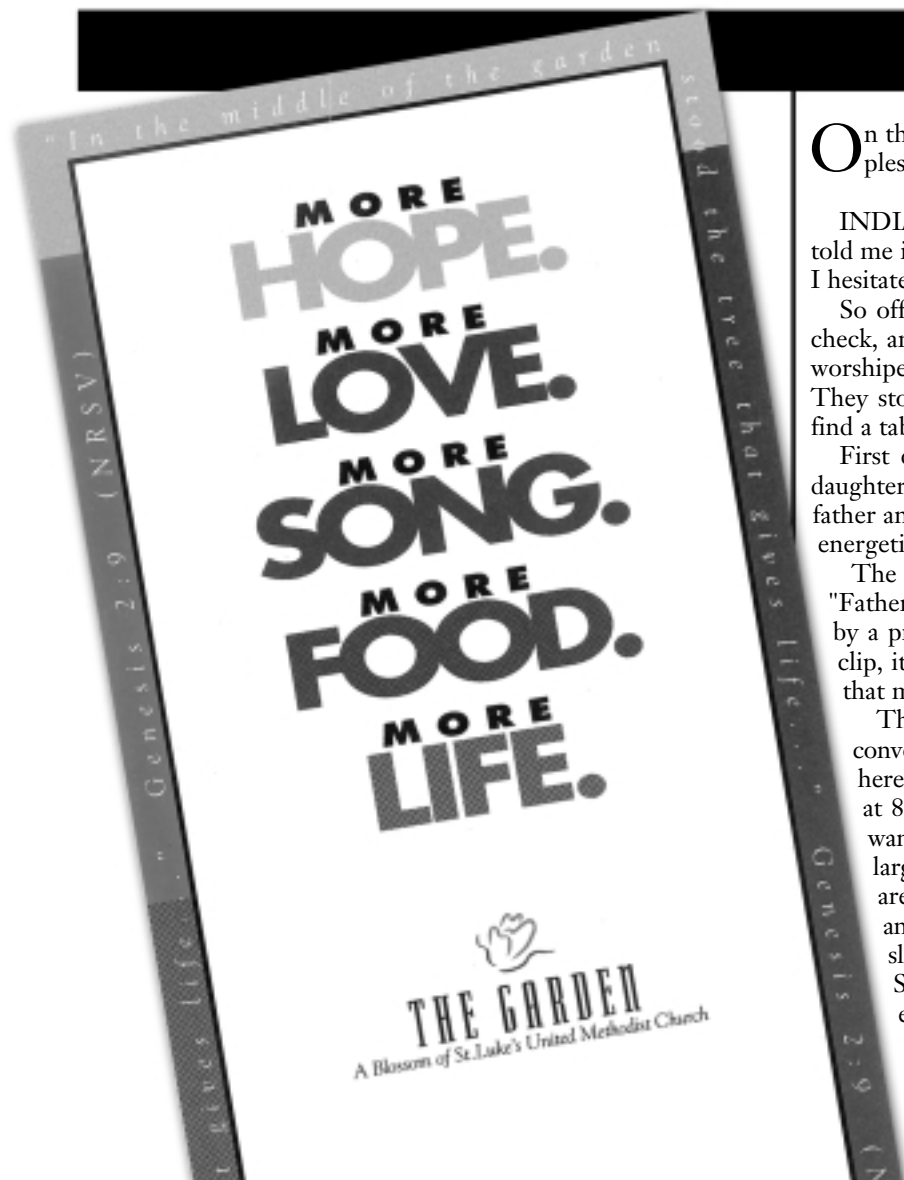 "In the middle of the garden
stood the tree that gives life. . . " Genesis 2:9
gives life. . . " Genesis 2:9 (NRSV)
MORE
HOPE.
MORE
LOVE.
MORE
SONG.
MORE
FOOD.
MORE
LIFE.
THE GARDEN
A Blossom of St.Luke's United Methodist Church
On th
ples
INDIA
told me i
I hesitate
So off
check, an
worshipe
They sto
find a tab
First
daughter
father an
energeti
The
"Father
by a pr
clip, it
that m
Th
conve
here
at 8
wan
larg
are
an
sl
S
e